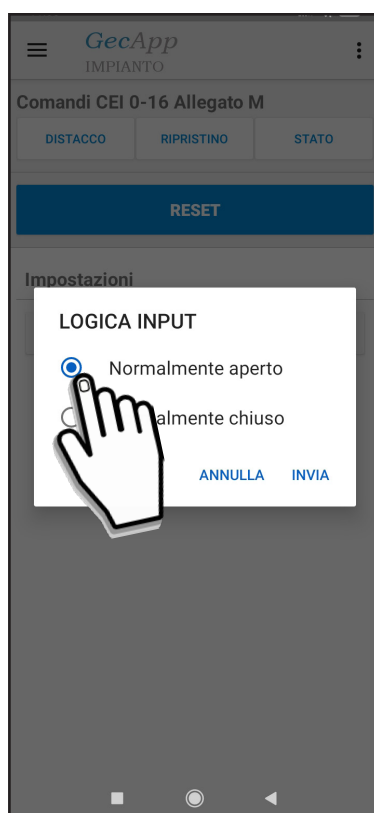 GecApp
IMPIANTO
Comandi CEI 0-16 Allegato M
DISTACCO RIPRISTINO STATO
RESET
Impostazioni
LOGICA INPUT
Normalmente aperto
almente chiuso
ANNULLA INVIA